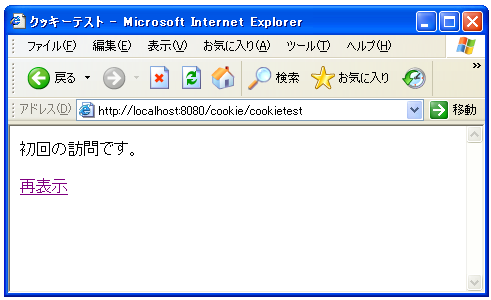 クッキーテスト - Microsoft Internet Explorer
ファイル(F) 編集(E) 表示(V) お気に入り(A) ツール(T) ヘルプ(H)
戻る 検索 お気に入り »
アドレス(D) http://localhost:8080/cookie/cookietest 移動
初回の訪問です。
再表示